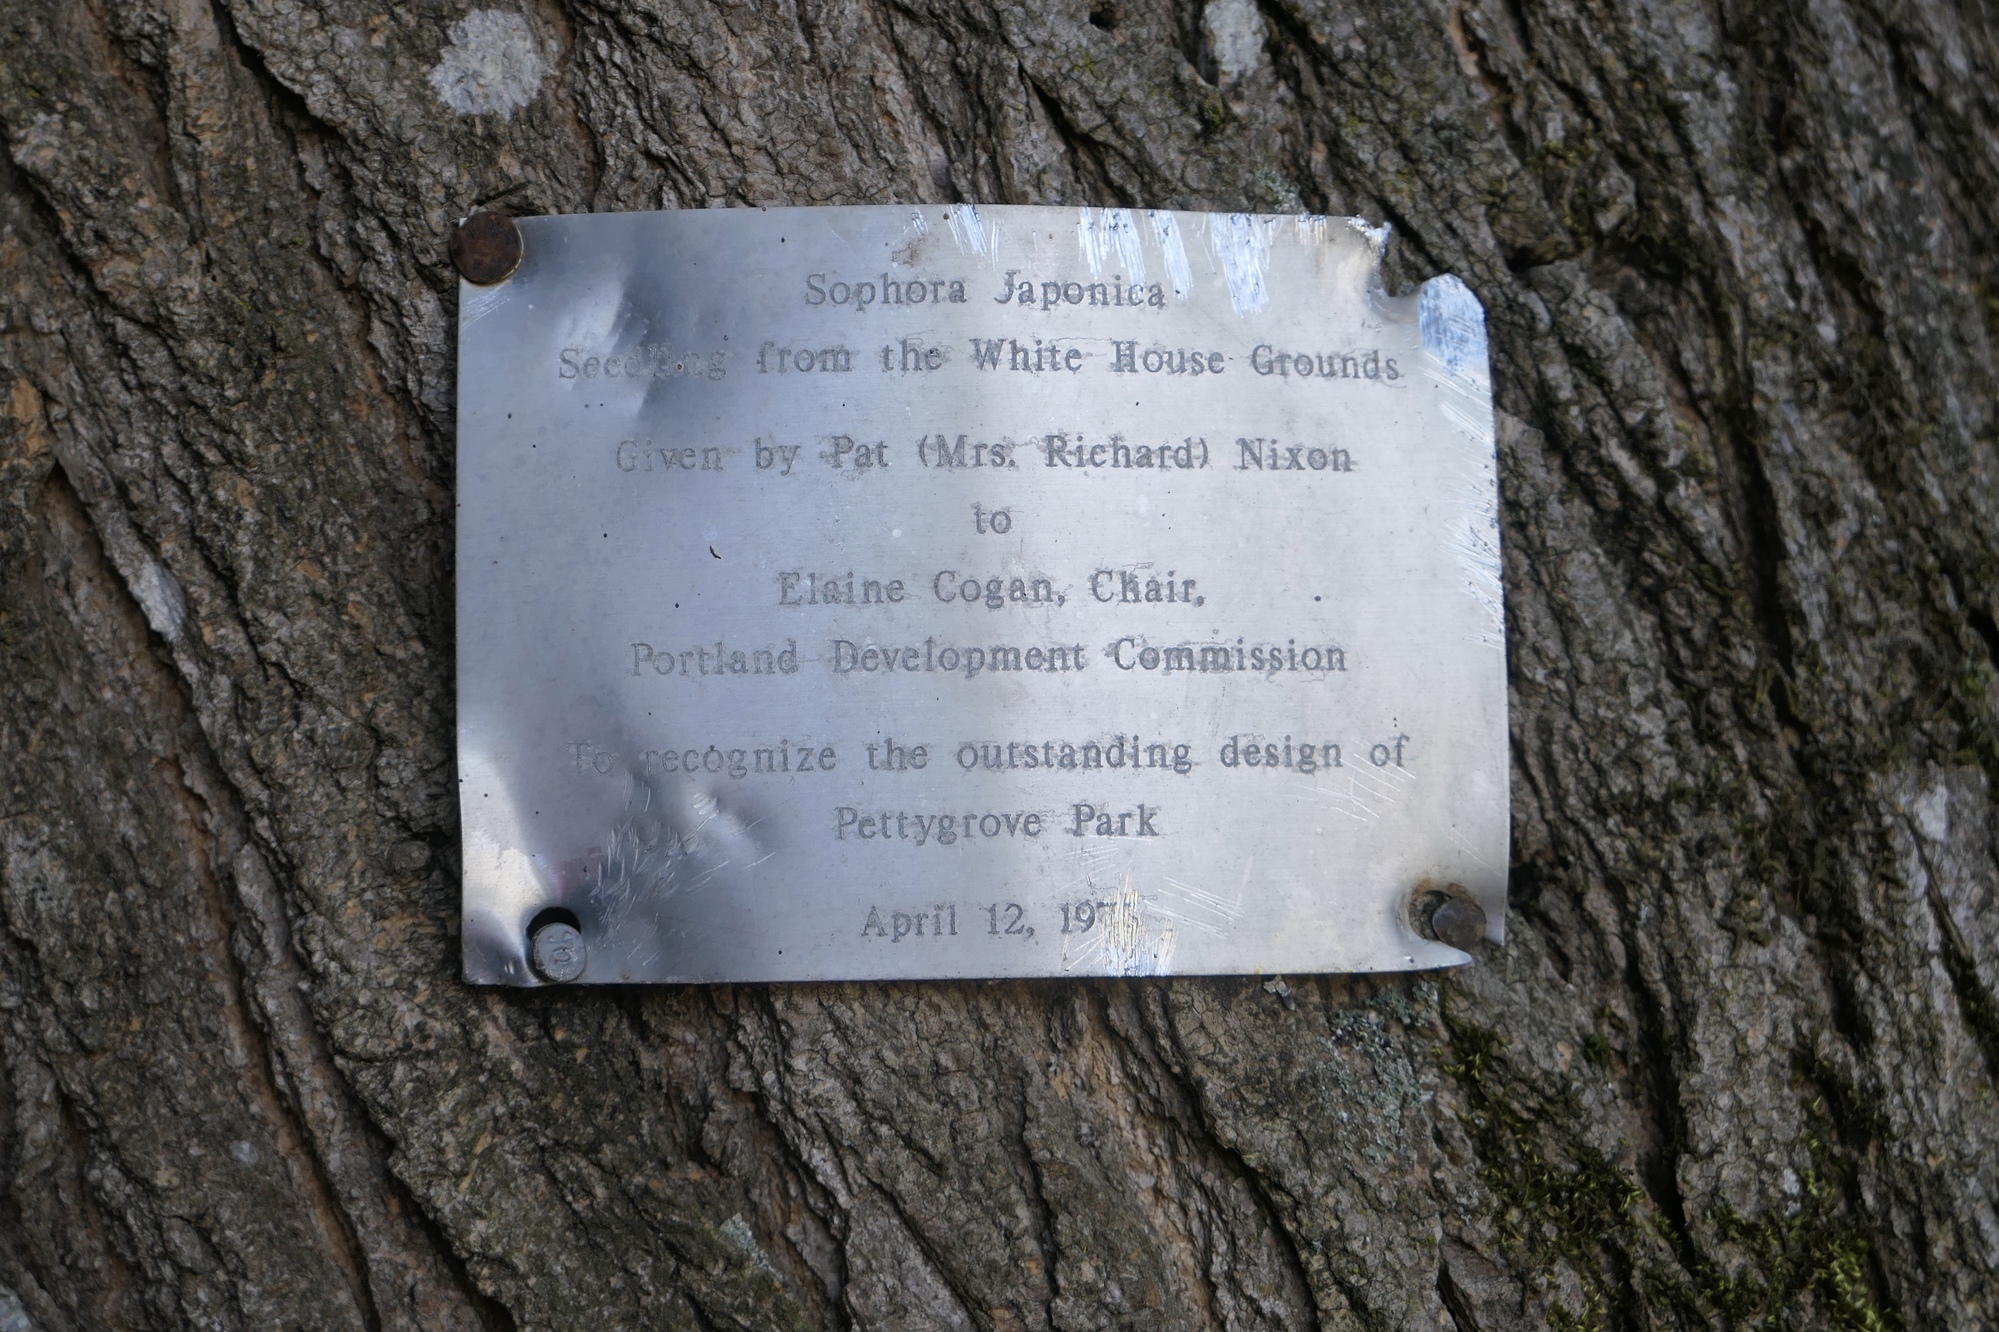 Sophora Japonica
Seedling from the White House Grounds
Given by Pat (Mrs. Richard) Nixon
to
Elaine Cogan, Chair,
Portland Development Commission
To recognize the outstanding design of
Pettygrove Park
April 12,